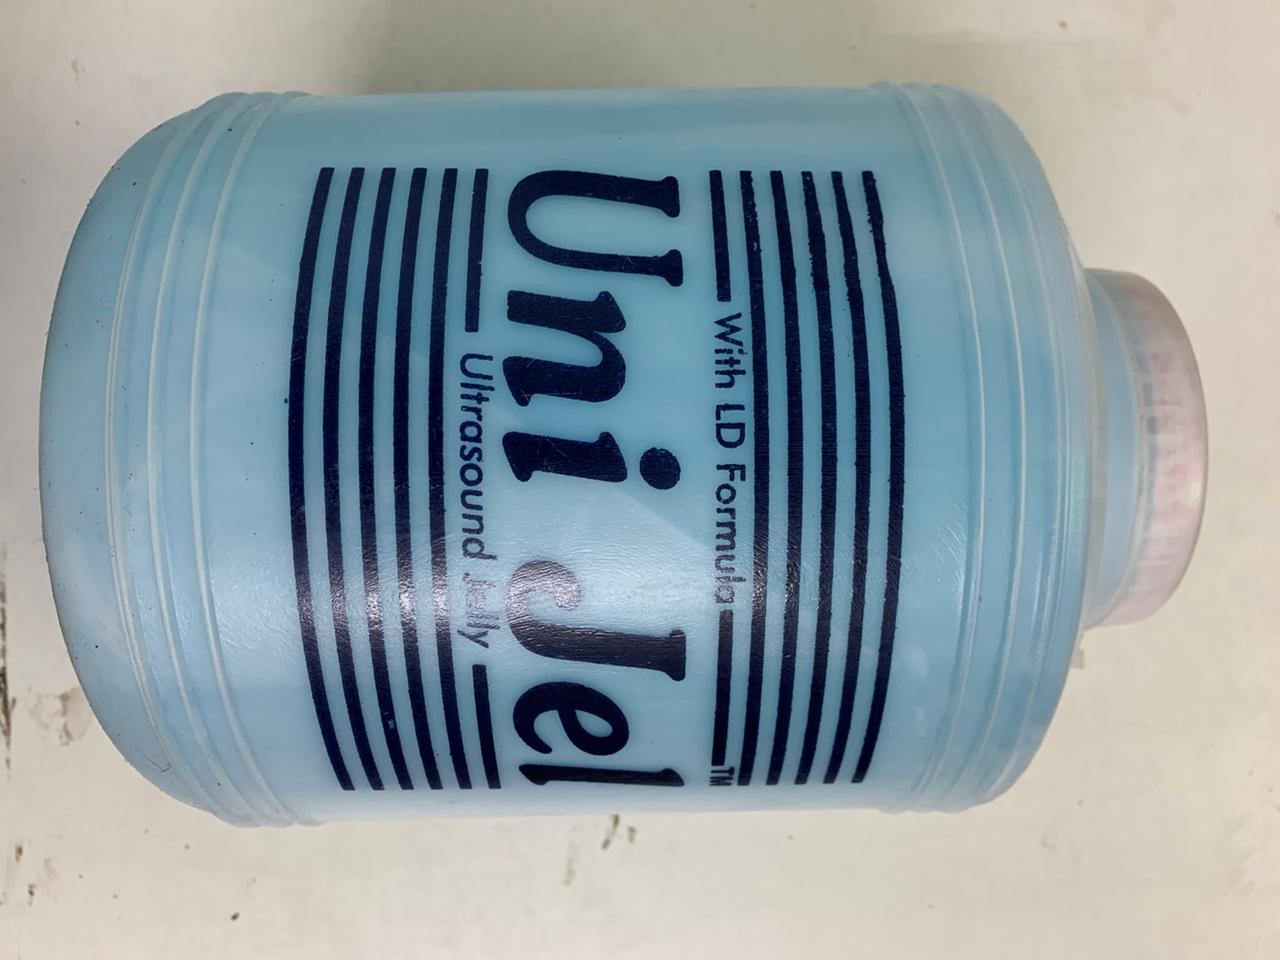 With LD Formula ™
Uni Jel
Ultrasound Jelly